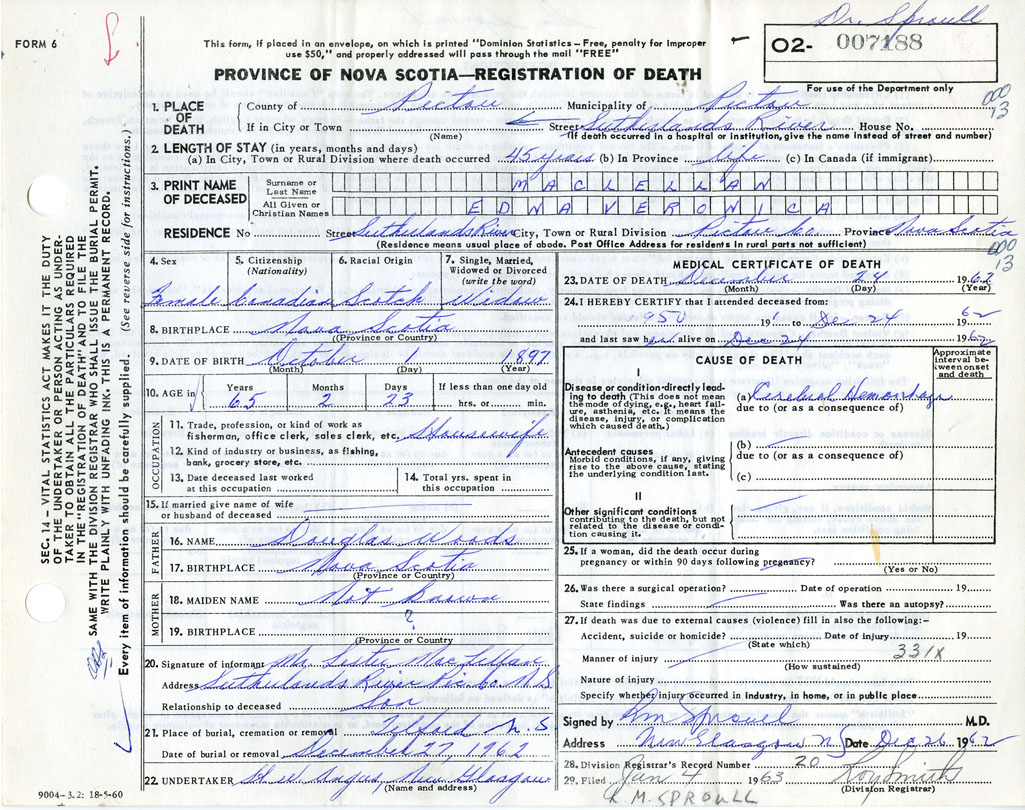 Dr. Sproull
FORM 6
This form, if placed in an envelope, on which is printed "Dominion Statistics – Free, penalty for improper
use $50," and properly addressed will pass through the mail "FREE"
O2- 007188
PROVINCE OF NOVA SCOTIA—REGISTRATION OF DEATH
For use of the Department only
1. PLACE OF DEATH
County of Pictou Municipality of Pictou
000 13
If in City or Town Street Sutherlands River House No.
(Name) (If death occurred in a hospital or institution, give the name instead of street and number)
2. LENGTH OF STAY (in years, months and days)
(a) In City, Town or Rural Division where death occurred 45 years (b) In Province life (c) In Canada (if immigrant)
3. PRINT NAME OF DECEASED
Surname or Last Name MACLELLAN
All Given or Christian Names EDNA VERONICA
RESIDENCE No Street Sutherlands River City, Town or Rural Division Pictou Co. Province Nova Scotia
(Residence means usual place of abode. Post Office Address for residents in rural parts not sufficient)
000 13
SEC. 14 – VITAL STATISTICS ACT MAKES IT THE DUTY
OF THE UNDERTAKER OR PERSON ACTING AS UNDER-
TAKER TO OBTAIN ALL THE PARTICULARS REQUIRED
IN THE "REGISTRATION OF DEATH" AND TO FILE THE
SAME WITH THE DIVISION REGISTRAR WHO SHALL ISSUE THE BURIAL PERMIT.
WRITE PLAINLY WITH UNFADING INK. THIS IS A PERMANENT RECORD.
Every item of information should be carefully supplied. (See reverse side for instructions.)
4. Sex
5. Citizenship (Nationality)
6. Racial Origin
7. Single, Married, Widowed or Divorced (write the word)
Female Canadian Scotch Widow
8. BIRTHPLACE Nova Scotia
(Province or Country)
9. DATE OF BIRTH October 1 1897
(Month) (Day) (Year)
10. AGE in
Years Months Days If less than one day old
65 2 23 hrs. or min.
OCCUPATION
11. Trade, profession, or kind of work as
fisherman, office clerk, sales clerk, etc. Housewife
12. Kind of industry or business, as fishing,
bank, grocery store, etc.
13. Date deceased last worked
at this occupation
14. Total yrs. spent in
this occupation
15. If married give name of wife
or husband of deceased
FATHER
16. NAME Douglas Woods
17. BIRTHPLACE Nova Scotia
(Province or Country)
MOTHER
18. MAIDEN NAME Not Known
19. BIRTHPLACE ?
(Province or Country
20. Signature of informant Mr. Lester MacLellan
Address Sutherlands River Pic. Co. N.S
Relationship to deceased Son
21. Place of burial, cremation or removal Telford N.S
Date of burial or removal December 27, 1962
22. UNDERTAKER H W Angus, New Glasgow
(Name and address)
9004–3.2: 18-5-60
MEDICAL CERTIFICATE OF DEATH
23. DATE OF DEATH December 24 1962
(Month) (Day) (Year)
24. I HEREBY CERTIFY that I attended deceased from:
950 19 to Dec 24 1962
and last saw her alive on Dec 24 1962
CAUSE OF DEATH
Approximate interval between onset and death
I
Disease or condition directly lead-
ing to death (This does not mean
the mode of dying, e.g., heart fail-
ure, asthenia, etc. It means the
disease, injury, or complication
which caused death.)
(a) Cerebral Hemorrhage
due to (or as a consequence of)
Antecedent causes
Morbid conditions, if any, giving
rise to the above cause, stating
the underlying condition last.
(b)
due to (or as a consequence of)
(c)
II
Other significant conditions
contributing to the death, but not
related to the disease or condi-
tion causing it.
25. If a woman, did the death occur during
pregnancy or within 90 days following pregnancy?
(Yes or No)
26. Was there a surgical operation? Date of operation 19
State findings Was there an autopsy?
27. If death was due to external causes (violence) fill in also the following:–
Accident, suicide or homicide? Date of injury 19
(State which)
331X
Manner of injury
(How sustained)
Nature of injury
Specify whether injury occurred in industry, in home, or in public place
Signed by RM Sproull M.D.
Address New Glasgow NS Date Dec 26 1962
28. Division Registrar's Record Number 20
29. Filed Jan 4 1963 Roy Smith
(Division Registrar)
R. M. SPROULL